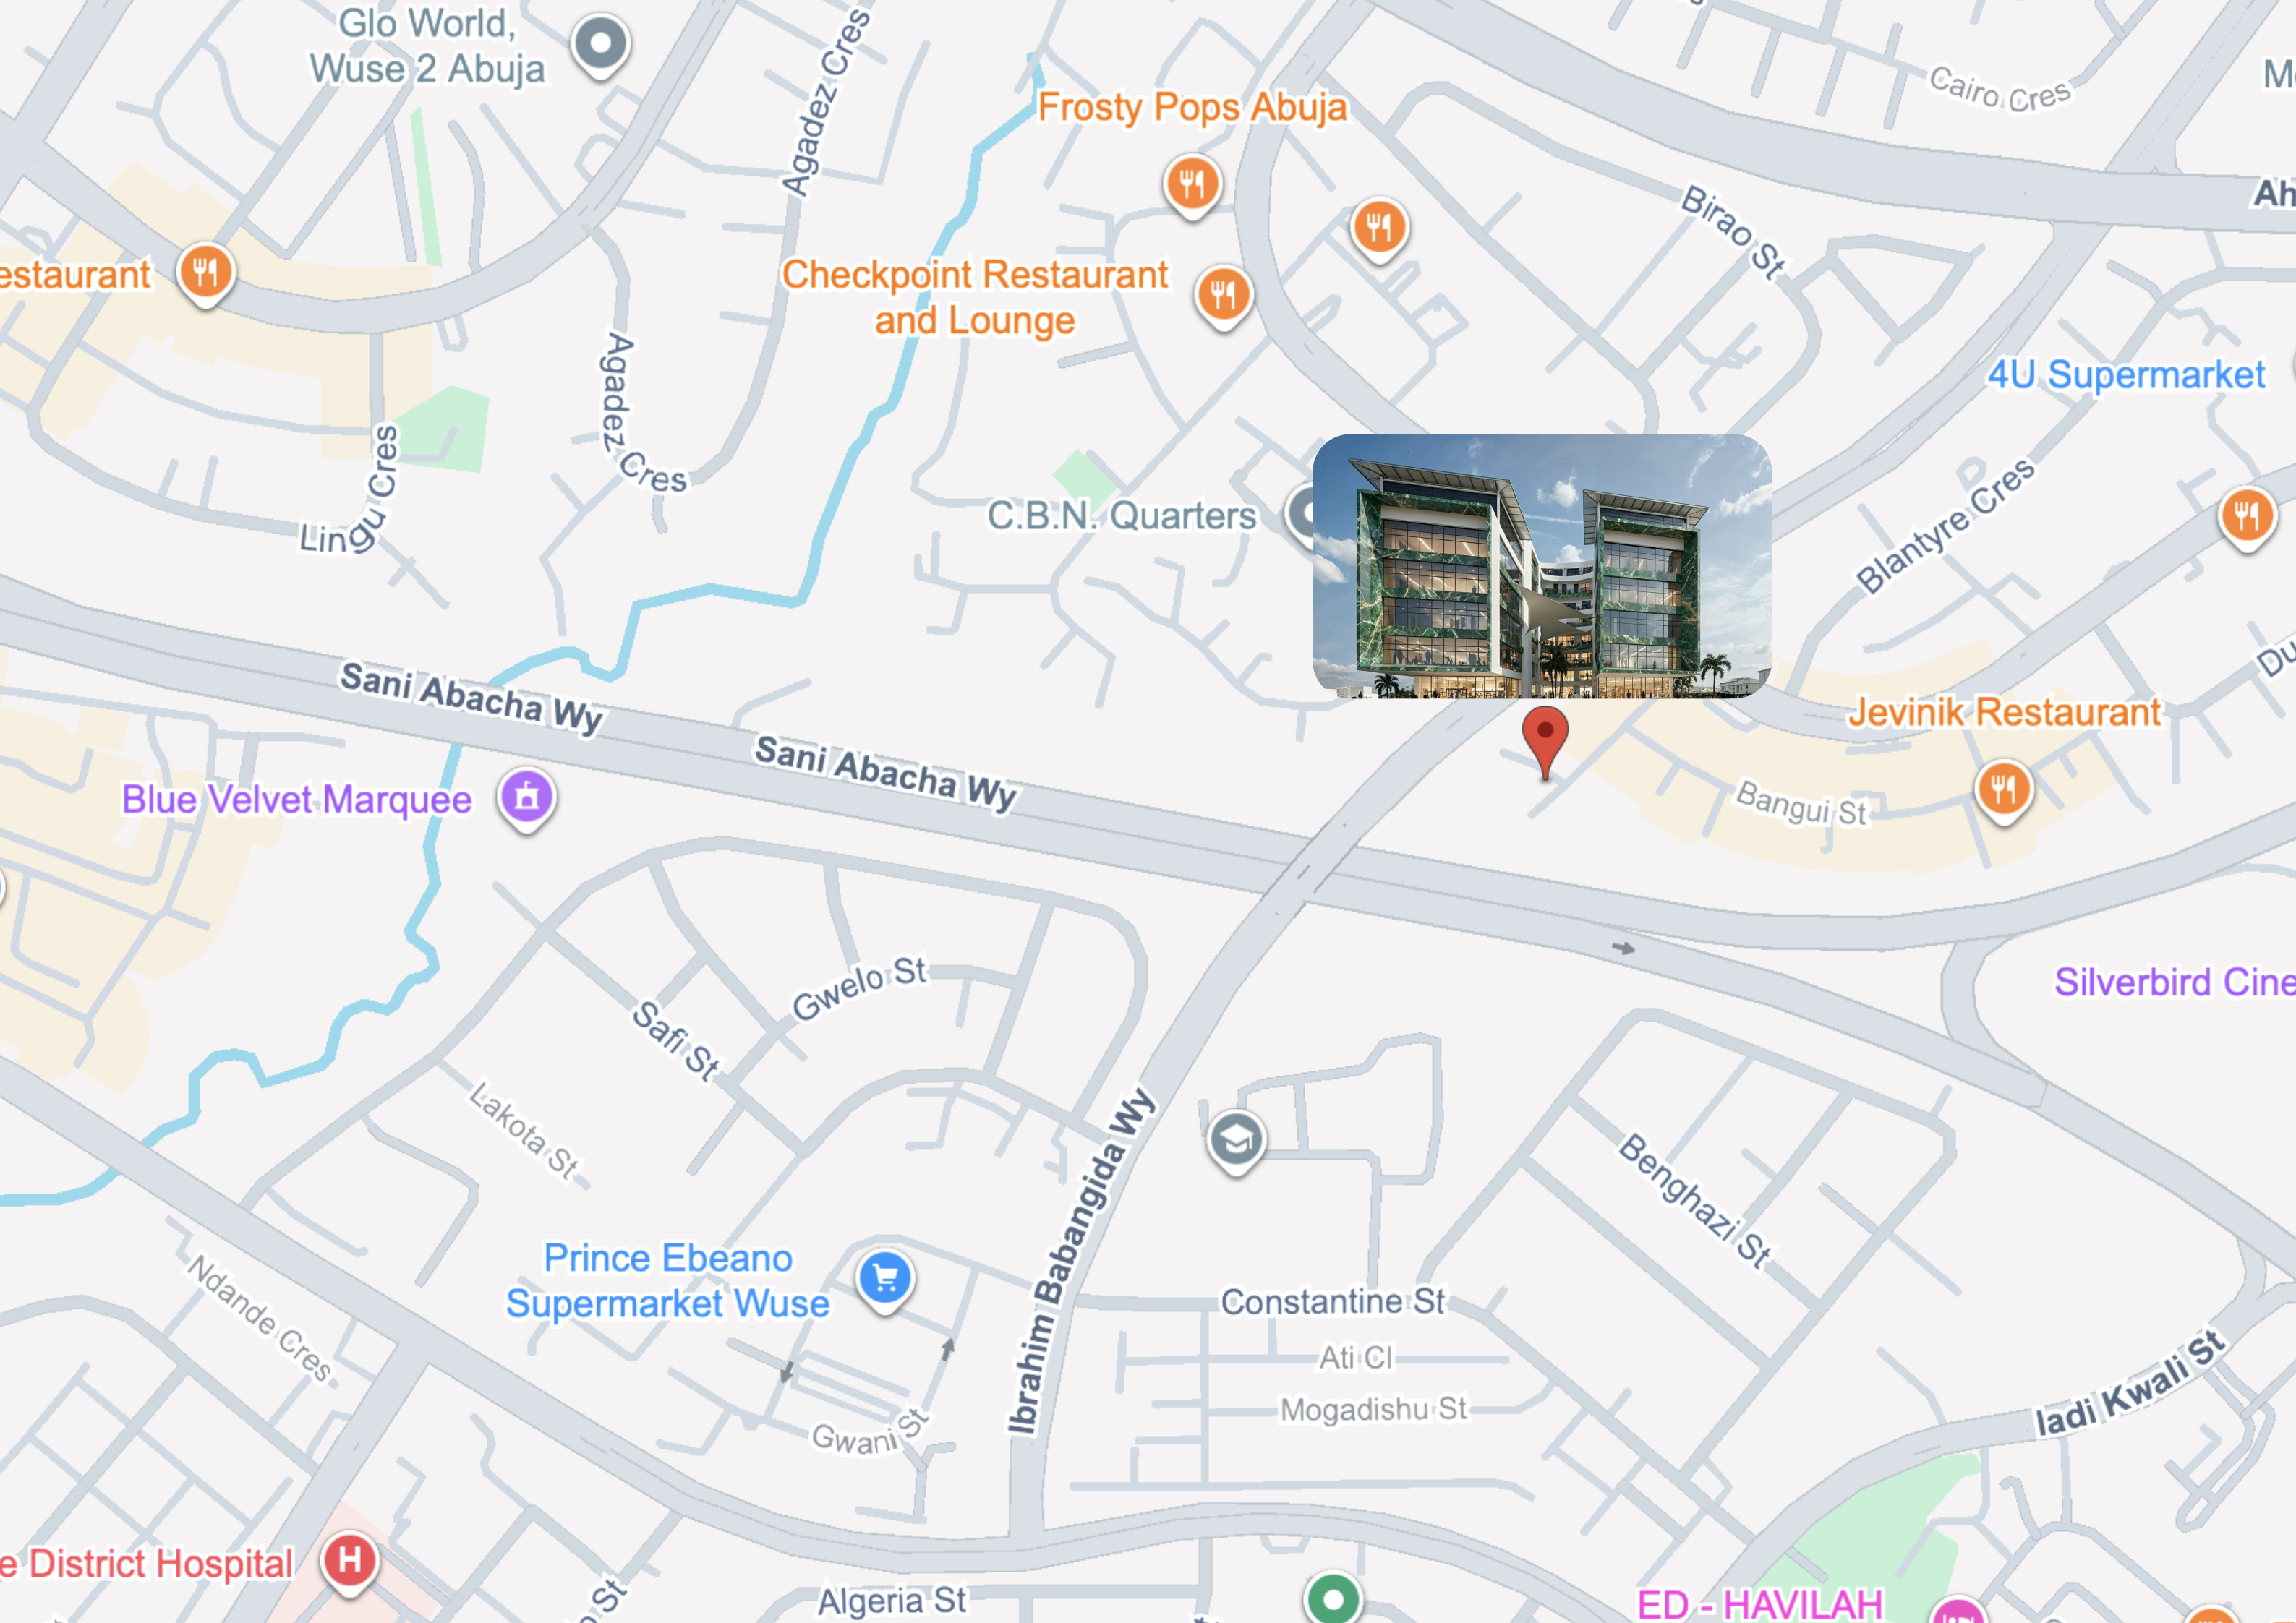 Glo World,
Wuse 2 Abuja
Agadez Cres
Frosty Pops Abuja
Cairo Cres
Ah
Birao St
estaurant
Checkpoint Restaurant
and Lounge
Agadez Cres
4U Supermarket
Lingu Cres
C.B.N. Quarters
Blantyre Cres
Du
Sani Abacha Wy
Sani Abacha Wy
Jevinik Restaurant
Bangui St
Blue Velvet Marquee
Gwelo St
Safi St
Silverbird Cine
Lakota St
Ibrahim Babangida Wy
Benghazi St
Ndande Cres
Prince Ebeano
Supermarket Wuse
Constantine St
Ati Cl
Mogadishu St
Gwani St
ladi Kwali St
H
e District Hospital
Algeria St
ED - HAVILAH